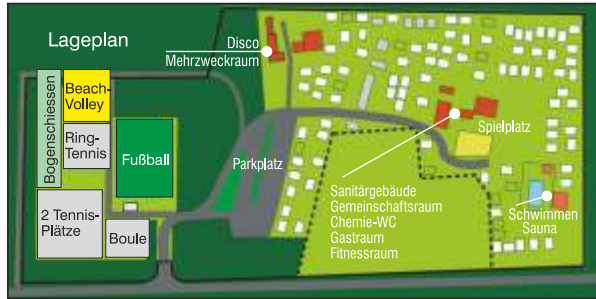 Lageplan
Disco
Mehrzweckraum
Bogenschiessen
Beach-
Volley
Ring-
Tennis
Fußball
2 Tennis-
Plätze
Boule
Parkplatz
Spielplatz
Sanitärgebäude
Gemeinschaftsraum
Chemie-WC
Gastraum
Fitnessraum
Schwimmen
Sauna